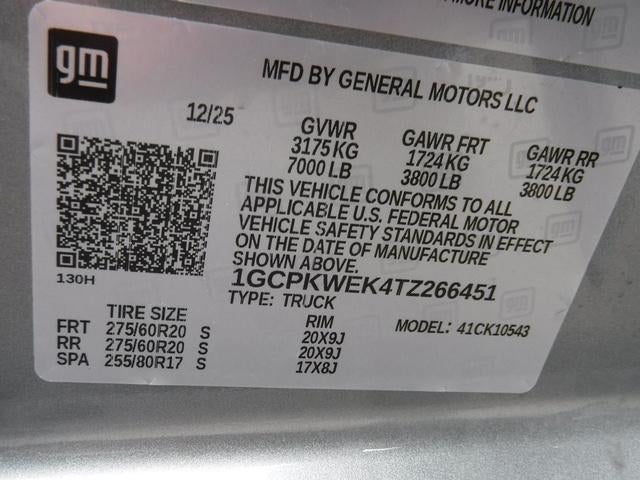 MORE INFORMATION
gm
MFD BY GENERAL MOTORS LLC
12/25
GVWR GAWR FRT GAWR RR
3175 KG 1724 KG 1724 KG
7000 LB 3800 LB 3800 LB
THIS VEHICLE CONFORMS TO ALL
APPLICABLE U.S. FEDERAL MOTOR
VEHICLE SAFETY STANDARDS IN EFFECT
ON THE DATE OF MANUFACTURE
SHOWN ABOVE.
130H
1GCPKWEK4TZ266451
TYPE: TRUCK
TIRE SIZE RIM MODEL: 41CK10543
FRT 275/60R20 S 20X9J
RR 275/60R20 S 20X9J
SPA 255/80R17 S 17X8J